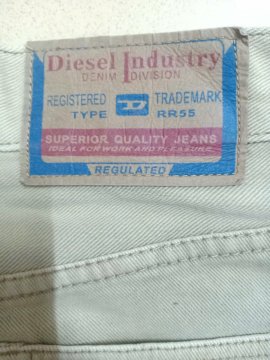 Diesel Industry
DENIM DIVISION
REGISTERED D TRADEMARK
TYPE RR55
SUPERIOR QUALITY JEANS
IDEAL FOR WORK AND PLEASURE
REGULATED